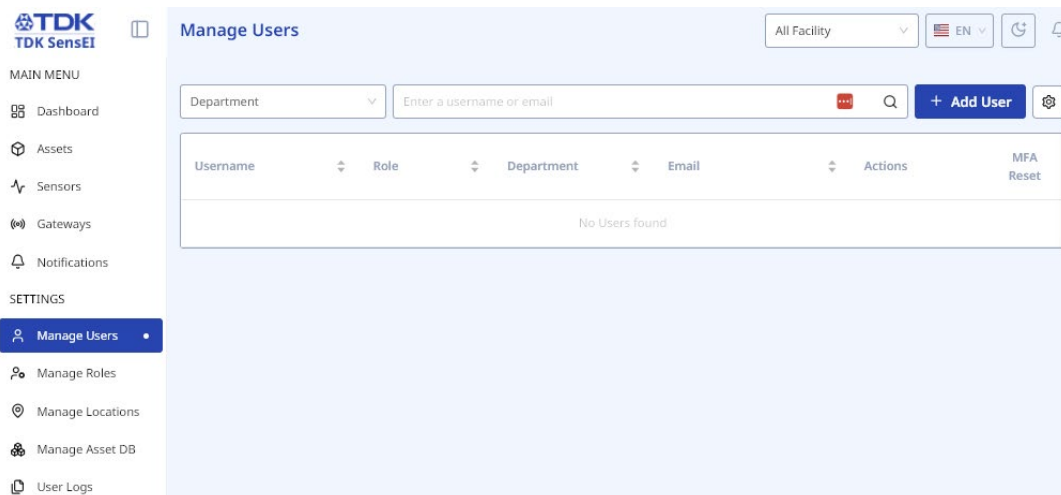 TDK
TDK SensEI
MAIN MENU
Dashboard
Assets
Sensors
Gateways
Notifications
SETTINGS
Manage Users
Manage Roles
Manage Locations
Manage Asset DB
User Logs
Manage Users
All Facility
EN
Department
Enter a username or email
+ Add User
Username
Role
Department
Email
Actions
MFA
Reset
No Users found